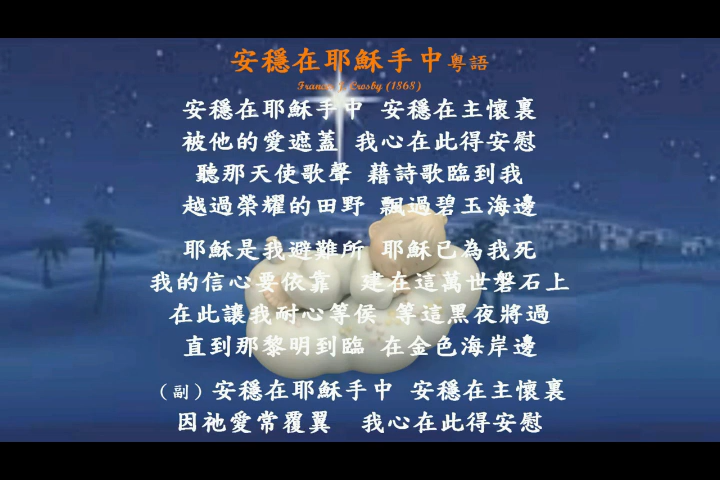 安穩在耶穌手中粵語
Frances J. Crosby (1868)
安穩在耶穌手中 安穩在主懷裏
被他的愛遮蓋 我心在此得安慰
聽那天使歌聲 藉詩歌臨到我
越過榮耀的田野 飄過碧玉海邊
耶穌是我避難所 耶穌已為我死
我的信心要依靠 建在這萬世磐石上
在此讓我耐心等侯 等這黑夜將過
直到那黎明到臨 在金色海岸邊
（副）安穩在耶穌手中 安穩在主懷裏
因祂愛常覆翼 我心在此得安慰